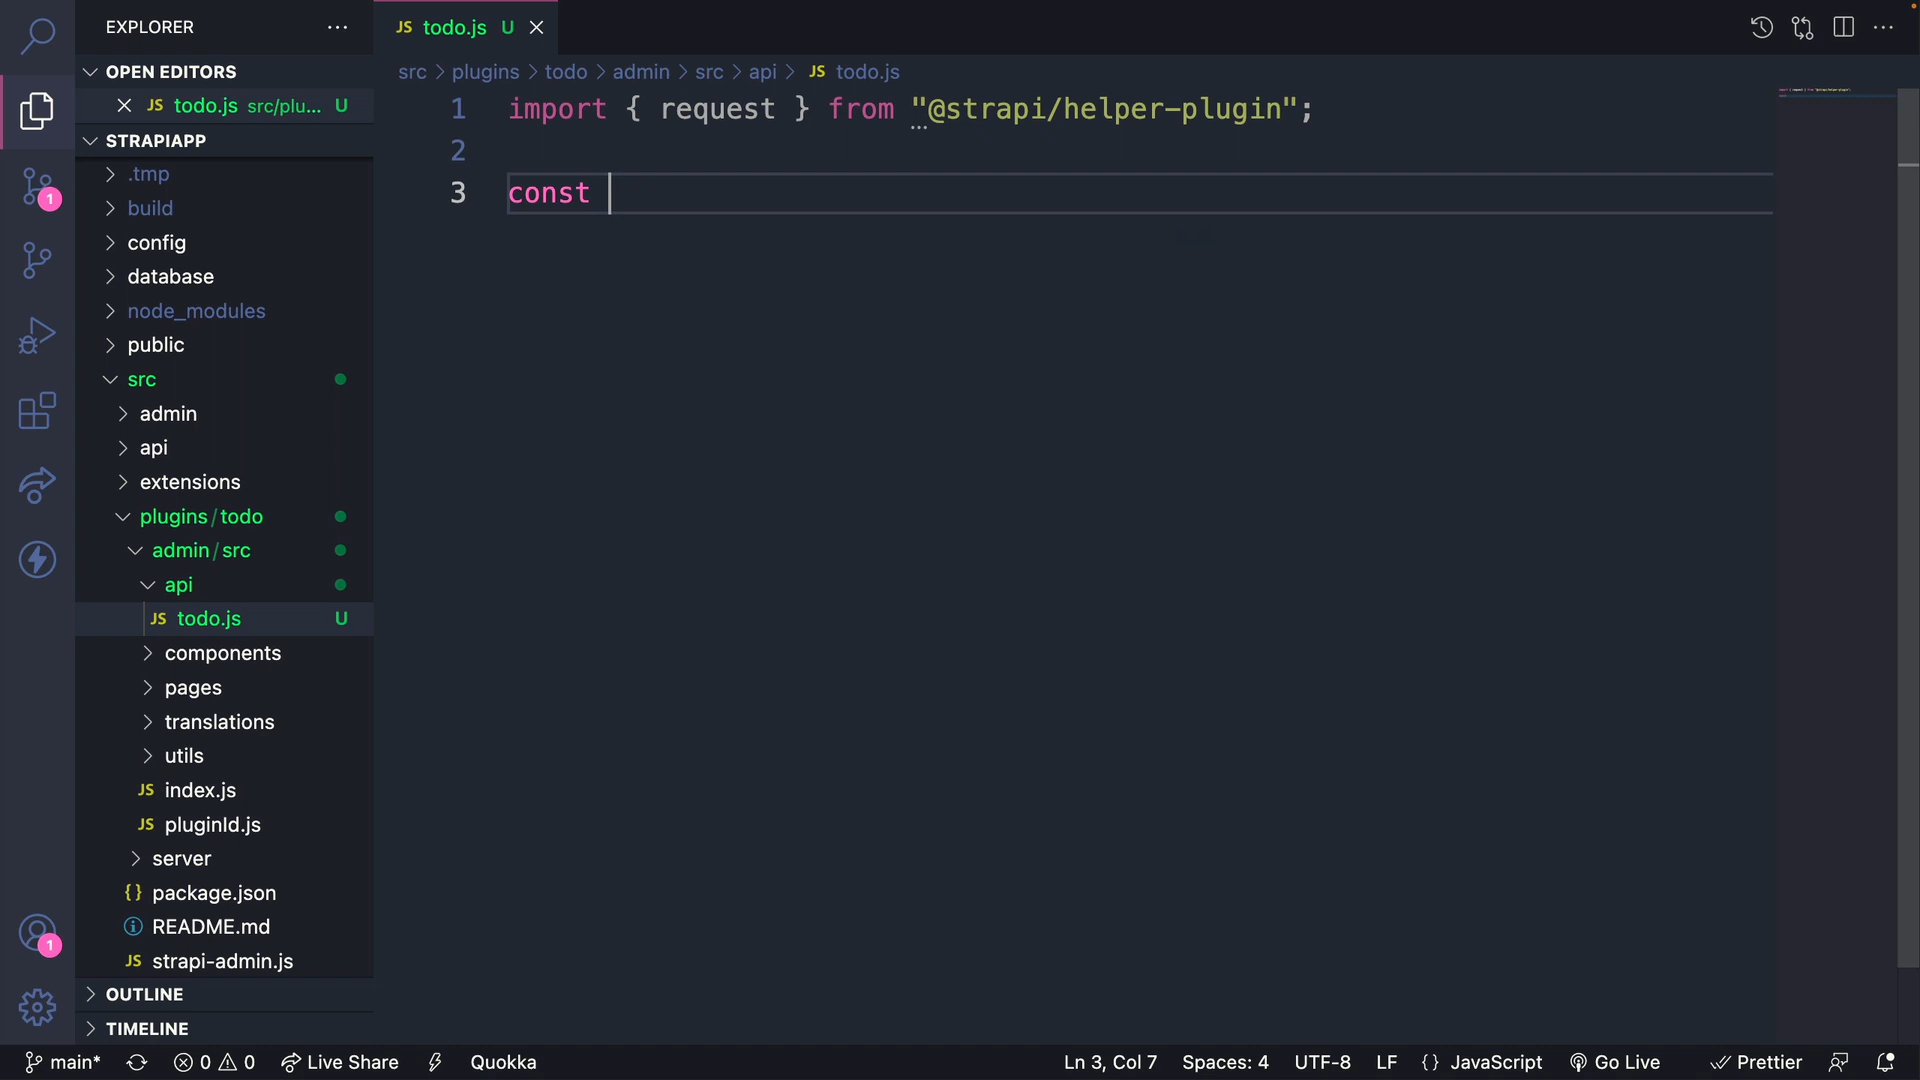 EXPLORER
JS todo.js U
OPEN EDITORS
JS todo.js src/plu... U
STRAPIAPP
.tmp
build
config
database
node_modules
public
src
admin
api
extensions
plugins/todo
admin/src
api
JS todo.js U
components
pages
translations
utils
JS index.js
JS pluginId.js
server
{} package.json
README.md
JS strapi-admin.js
OUTLINE
TIMELINE
src > plugins > todo > admin > src > api > JS todo.js
1 import { request } from "@strapi/helper-plugin";
2
3 const
1
1
main* 0 0 Live Share Quokka Ln 3, Col 7 Spaces: 4 UTF-8 LF {} JavaScript Go Live Prettier